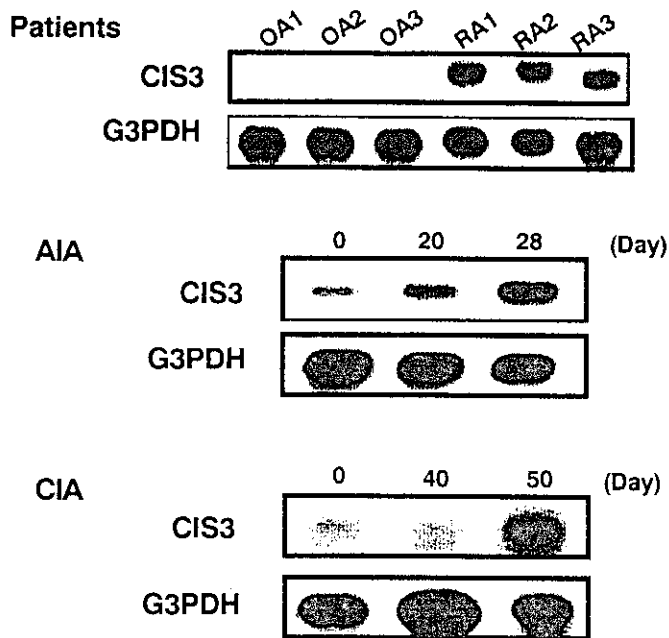 Patients OA1 OA2 OA3 RA1 RA2 RA3
CIS3
G3PDH
AIA 0 20 28 (Day)
CIS3
G3PDH
CIA 0 40 50 (Day)
CIS3
G3PDH